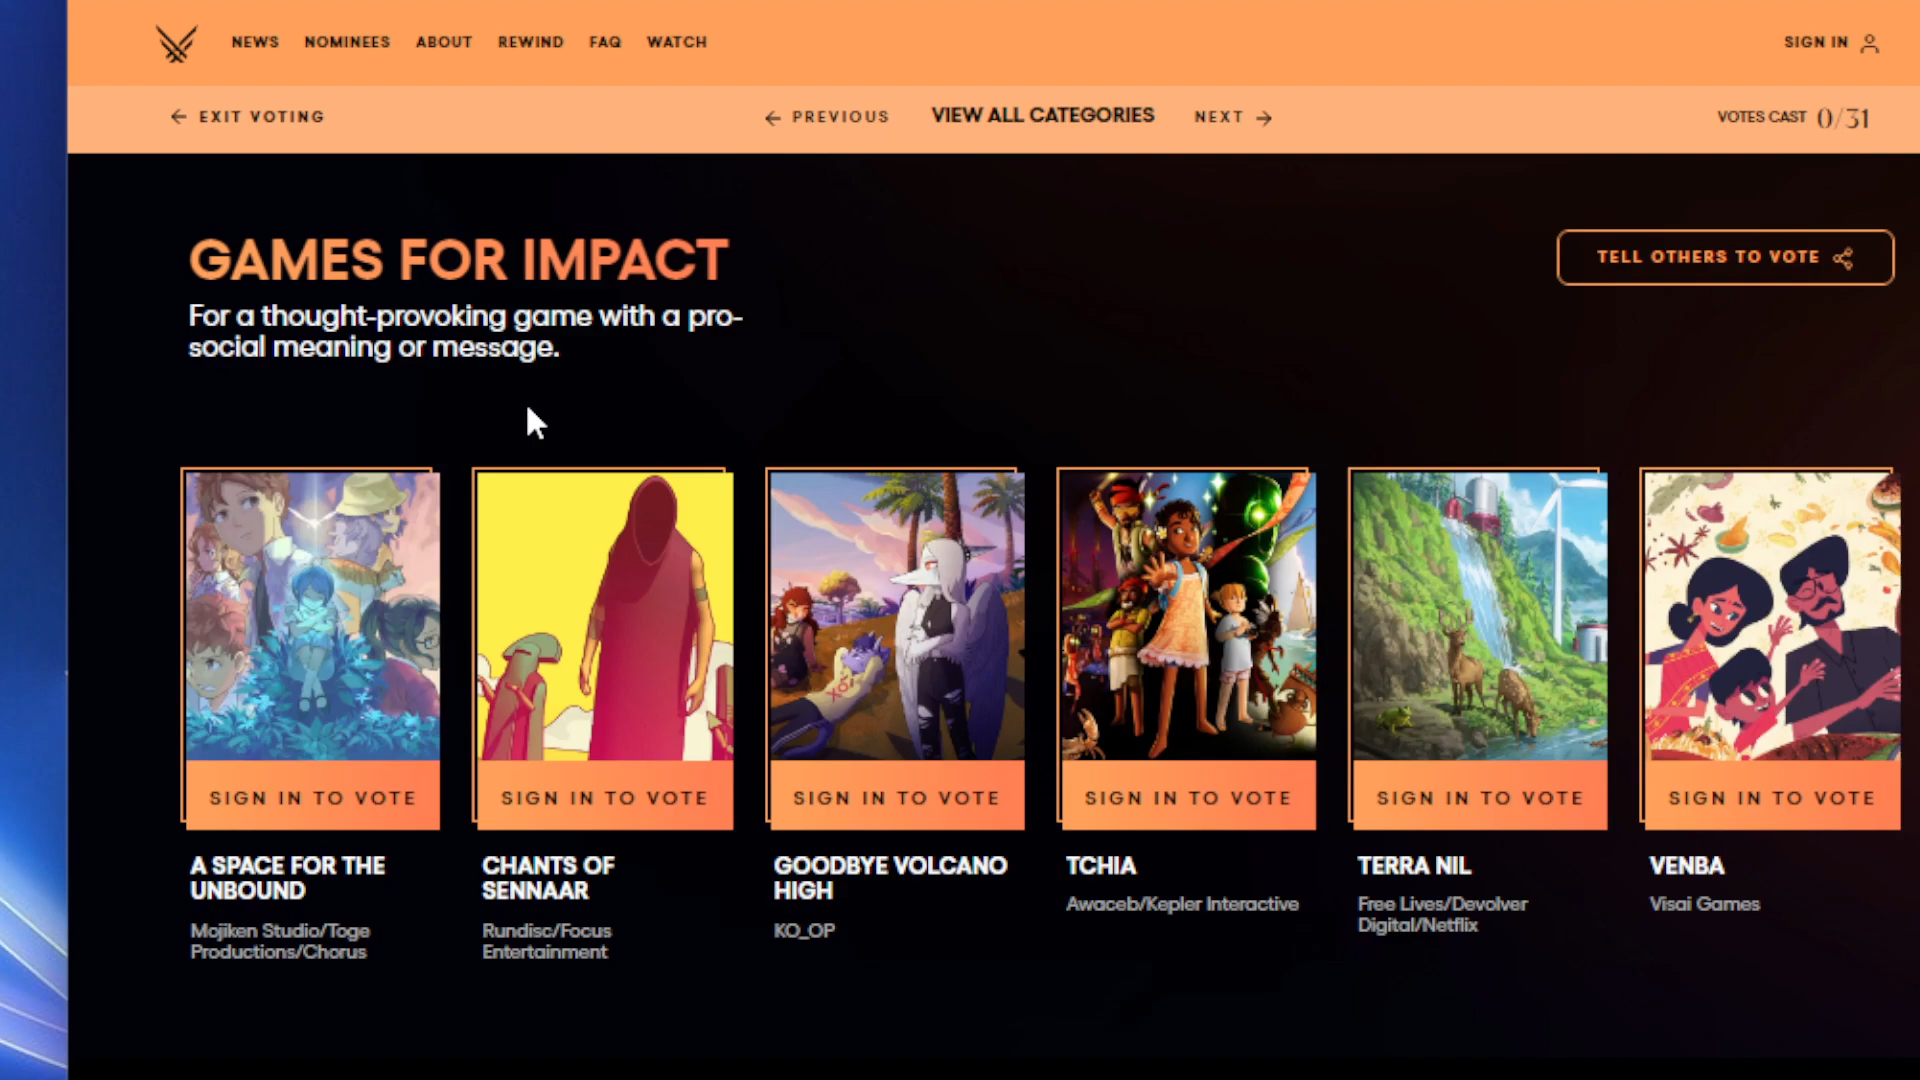 NEWS NOMINEES ABOUT REWIND FAQ WATCH SIGN IN
EXIT VOTING PREVIOUS VIEW ALL CATEGORIES NEXT VOTES CAST 0/31
GAMES FOR IMPACT
TELL OTHERS TO VOTE
For a thought-provoking game with a pro-
social meaning or message.
SIGN IN TO VOTE
SIGN IN TO VOTE
SIGN IN TO VOTE
SIGN IN TO VOTE
SIGN IN TO VOTE
SIGN IN TO VOTE
A SPACE FOR THE
UNBOUND
Mojiken Studio/Toge
Productions/Chorus
CHANTS OF
SENNAAR
Rundisc/Focus
Entertainment
GOODBYE VOLCANO
HIGH
KO_OP
TCHIA
Awaceb/Kepler Interactive
TERRA NIL
Free Lives/Devolver
Digital/Netflix
VENBA
Visai Games